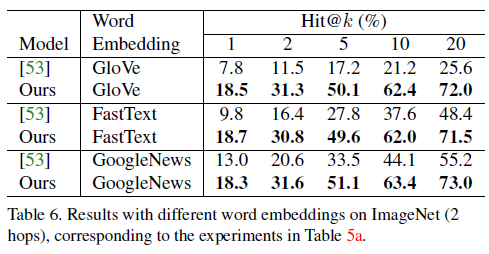 Word Hit@k (%)
Model Embedding 1 2 5 10 20
[53] GloVe 7.8 11.5 17.2 21.2 25.6
Ours GloVe 18.5 31.3 50.1 62.4 72.0
[53] FastText 9.8 16.4 27.8 37.6 48.4
Ours FastText 18.7 30.8 49.6 62.0 71.5
[53] GoogleNews 13.0 20.6 33.5 44.1 55.2
Ours GoogleNews 18.3 31.6 51.1 63.4 73.0
Table 6. Results with different word embeddings on ImageNet (2
hops), corresponding to the experiments in Table 5a.